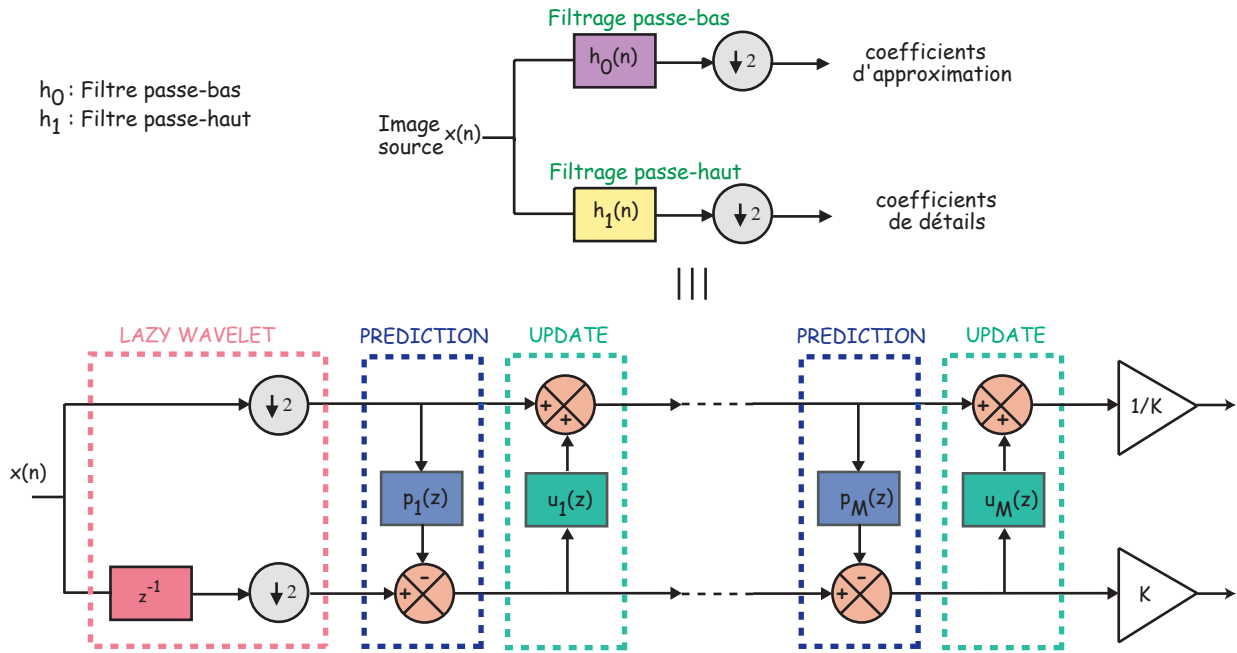 Filtrage passe-bas
h0(n)
2
coefficients
d'approximation
h0 : Filtre passe-bas
h1 : Filtre passe-haut
Image
source
x(n)
Filtrage passe-haut
h1(n)
2
coefficients
de détails
LAZY WAVELET
PREDICTION
UPDATE
PREDICTION
UPDATE
2
+
+
+
+
1/K
x(n)
p1(z)
u1(z)
pM(z)
uM(z)
z-1
2
+
-
+
-
K